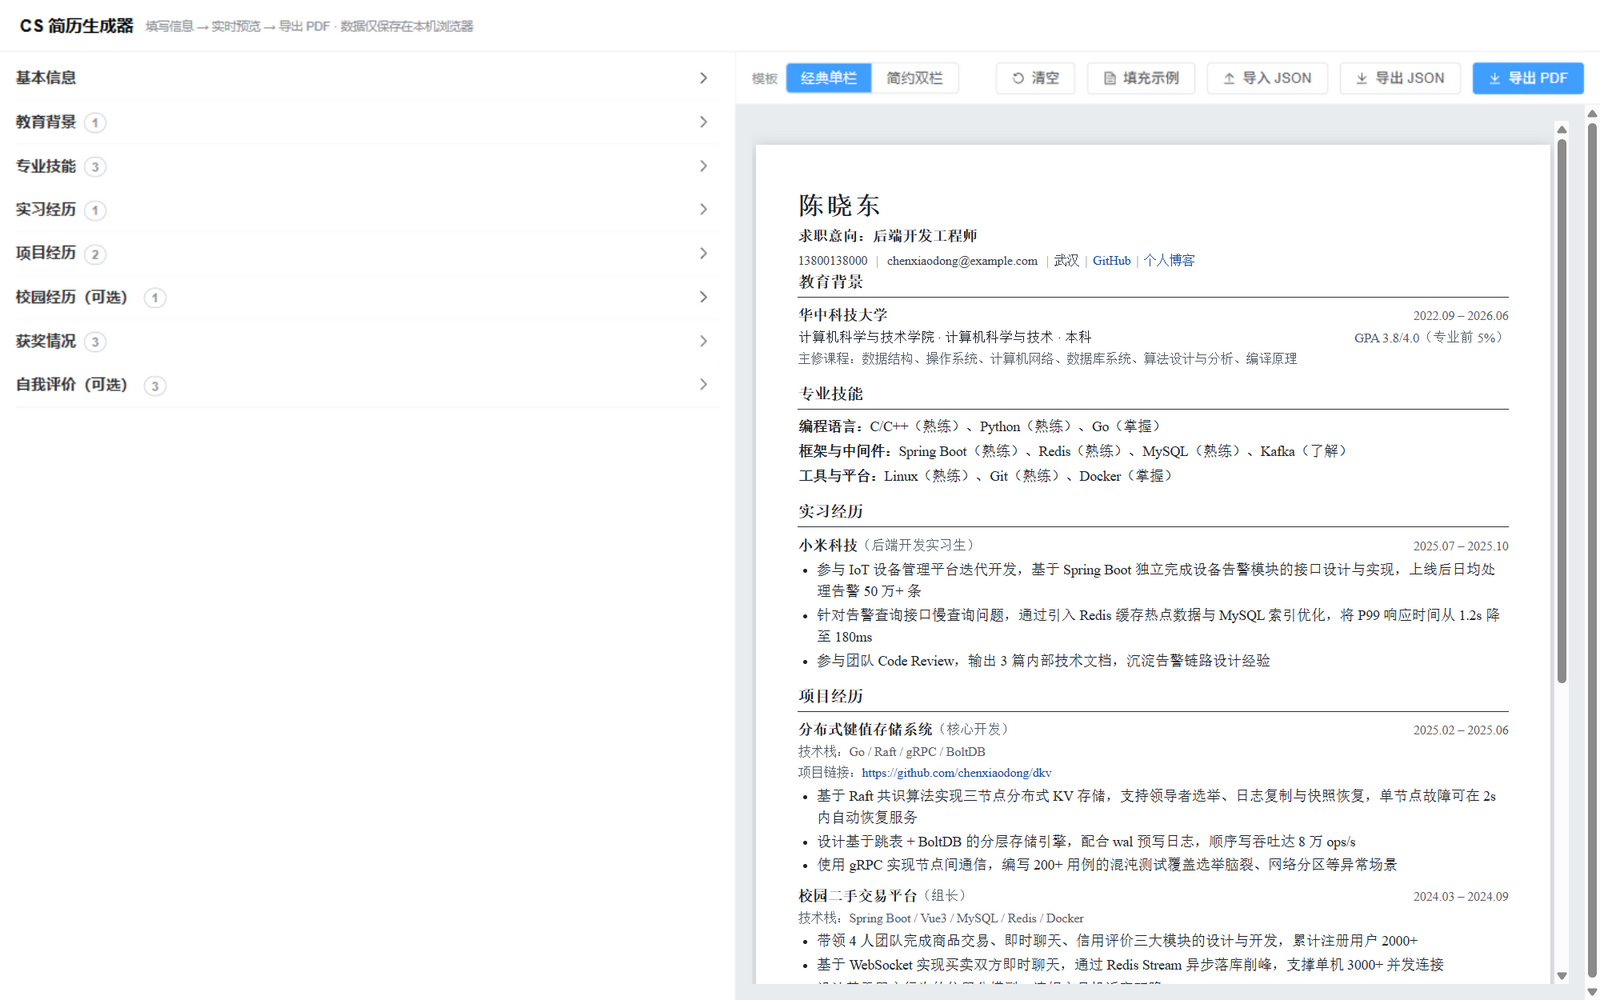 CS 简历生成器 填写信息 → 实时预览 → 导出 PDF · 数据仅保存在本机浏览器
基本信息
教育背景 1
专业技能 3
实习经历 1
项目经历 2
校园经历（可选） 1
获奖情况 3
自我评价（可选） 3
模板 经典单栏 简约双栏 清空 填充示例 导入 JSON 导出 JSON 导出 PDF
陈晓东
求职意向：后端开发工程师
13800138000 | chenxiaodong@example.com | 武汉 | GitHub | 个人博客
教育背景
华中科技大学 2022.09 – 2026.06
计算机科学与技术学院 · 计算机科学与技术 · 本科 GPA 3.8/4.0（专业前 5%）
主修课程：数据结构、操作系统、计算机网络、数据库系统、算法设计与分析、编译原理
专业技能
编程语言：C/C++（熟练）、Python（熟练）、Go（掌握）
框架与中间件：Spring Boot（熟练）、Redis（熟练）、MySQL（熟练）、Kafka（了解）
工具与平台：Linux（熟练）、Git（熟练）、Docker（掌握）
实习经历
小米科技（后端开发实习生） 2025.07 – 2025.10
• 参与 IoT 设备管理平台迭代开发，基于 Spring Boot 独立完成设备告警模块的接口设计与实现，上线后日均处
理告警 50 万+ 条
• 针对告警查询接口慢查询问题，通过引入 Redis 缓存热点数据与 MySQL 索引优化，将 P99 响应时间从 1.2s 降
至 180ms
• 参与团队 Code Review，输出 3 篇内部技术文档，沉淀告警链路设计经验
项目经历
分布式键值存储系统（核心开发） 2025.02 – 2025.06
技术栈：Go / Raft / gRPC / BoltDB
项目链接：https://github.com/chenxiaodong/dkv
• 基于 Raft 共识算法实现三节点分布式 KV 存储，支持领导者选举、日志复制与快照恢复，单节点故障可在 2s
内自动恢复服务
• 设计基于跳表 + BoltDB 的分层存储引擎，配合 wal 预写日志，顺序写吞吐达 8 万 ops/s
• 使用 gRPC 实现节点间通信，编写 200+ 用例的混沌测试覆盖选举脑裂、网络分区等异常场景
校园二手交易平台（组长） 2024.03 – 2024.09
技术栈：Spring Boot / Vue3 / MySQL / Redis / Docker
• 带领 4 人团队完成商品交易、即时聊天、信用评价三大模块的设计与开发，累计注册用户 2000+
• 基于 WebSocket 实现买卖双方即时聊天，通过 Redis Stream 异步落库削峰，支撑单机 3000+ 并发连接